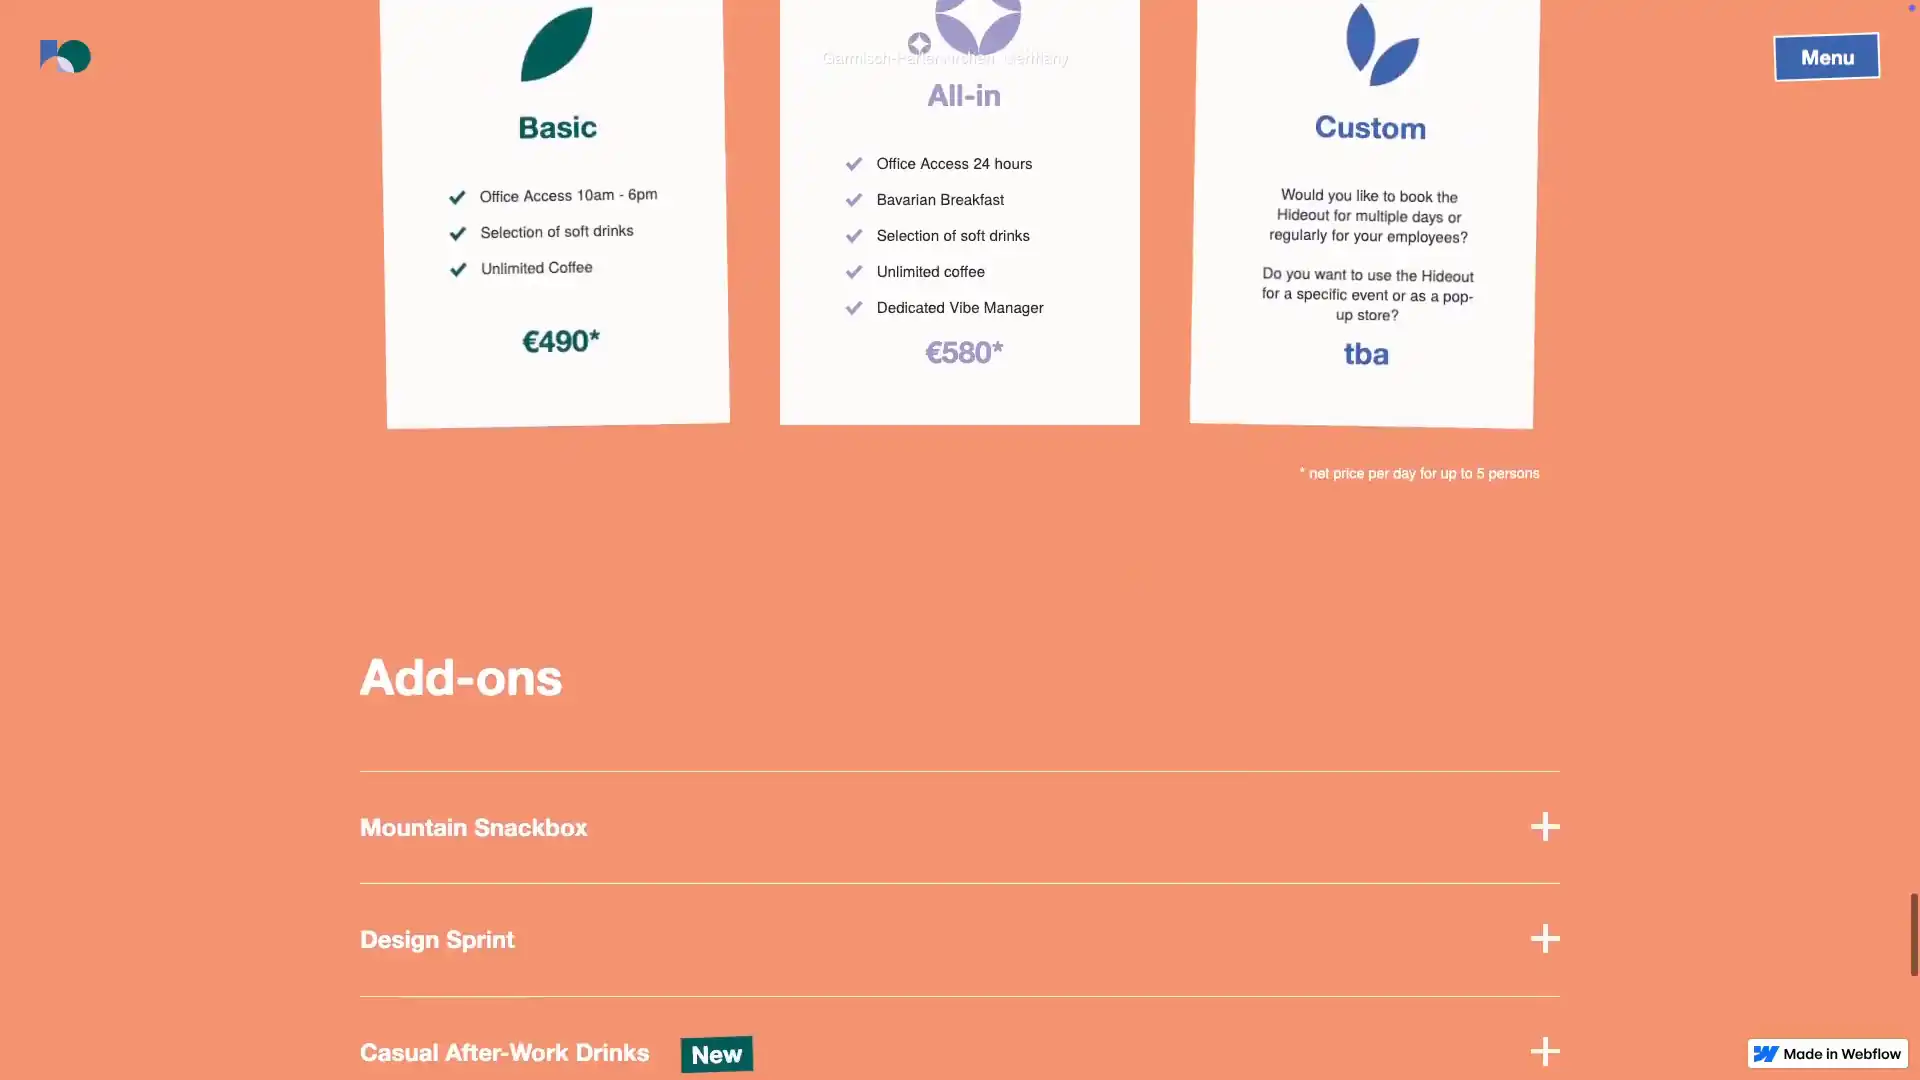 Menu
Garmisch-Partenkirchen Germany
Basic
Office Access 10am - 6pm
Selection of soft drinks
Unlimited Coffee
€490*
All-in
Office Access 24 hours
Bavarian Breakfast
Selection of soft drinks
Unlimited coffee
Dedicated Vibe Manager
€580*
Custom
Would you like to book the
Hideout for multiple days or
regularly for your employees?
Do you want to use the Hideout
for a specific event or as a pop-
up store?
tba
* net price per day for up to 5 persons
Add-ons
Mountain Snackbox
Design Sprint
Casual After-Work Drinks
New
Made in Webflow